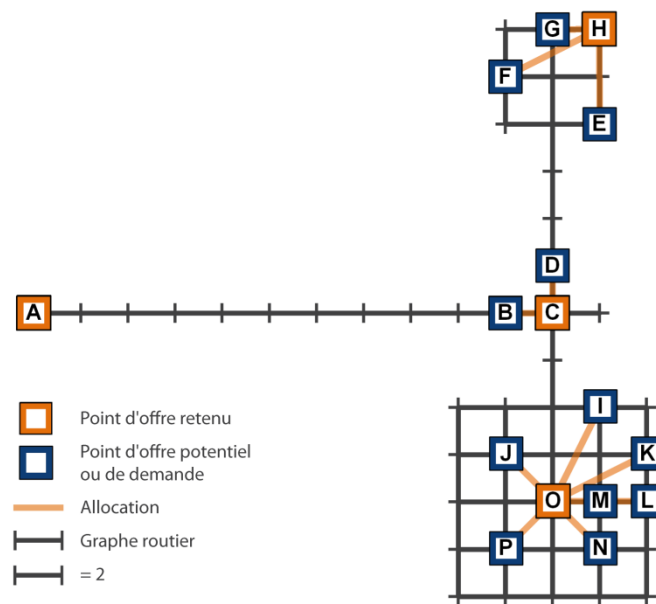 G H
F
E
D
A B C
I
J K
O M L
P N
Point d'offre retenu
Point d'offre potentiel
ou de demande
Allocation
Graphe routier
= 2